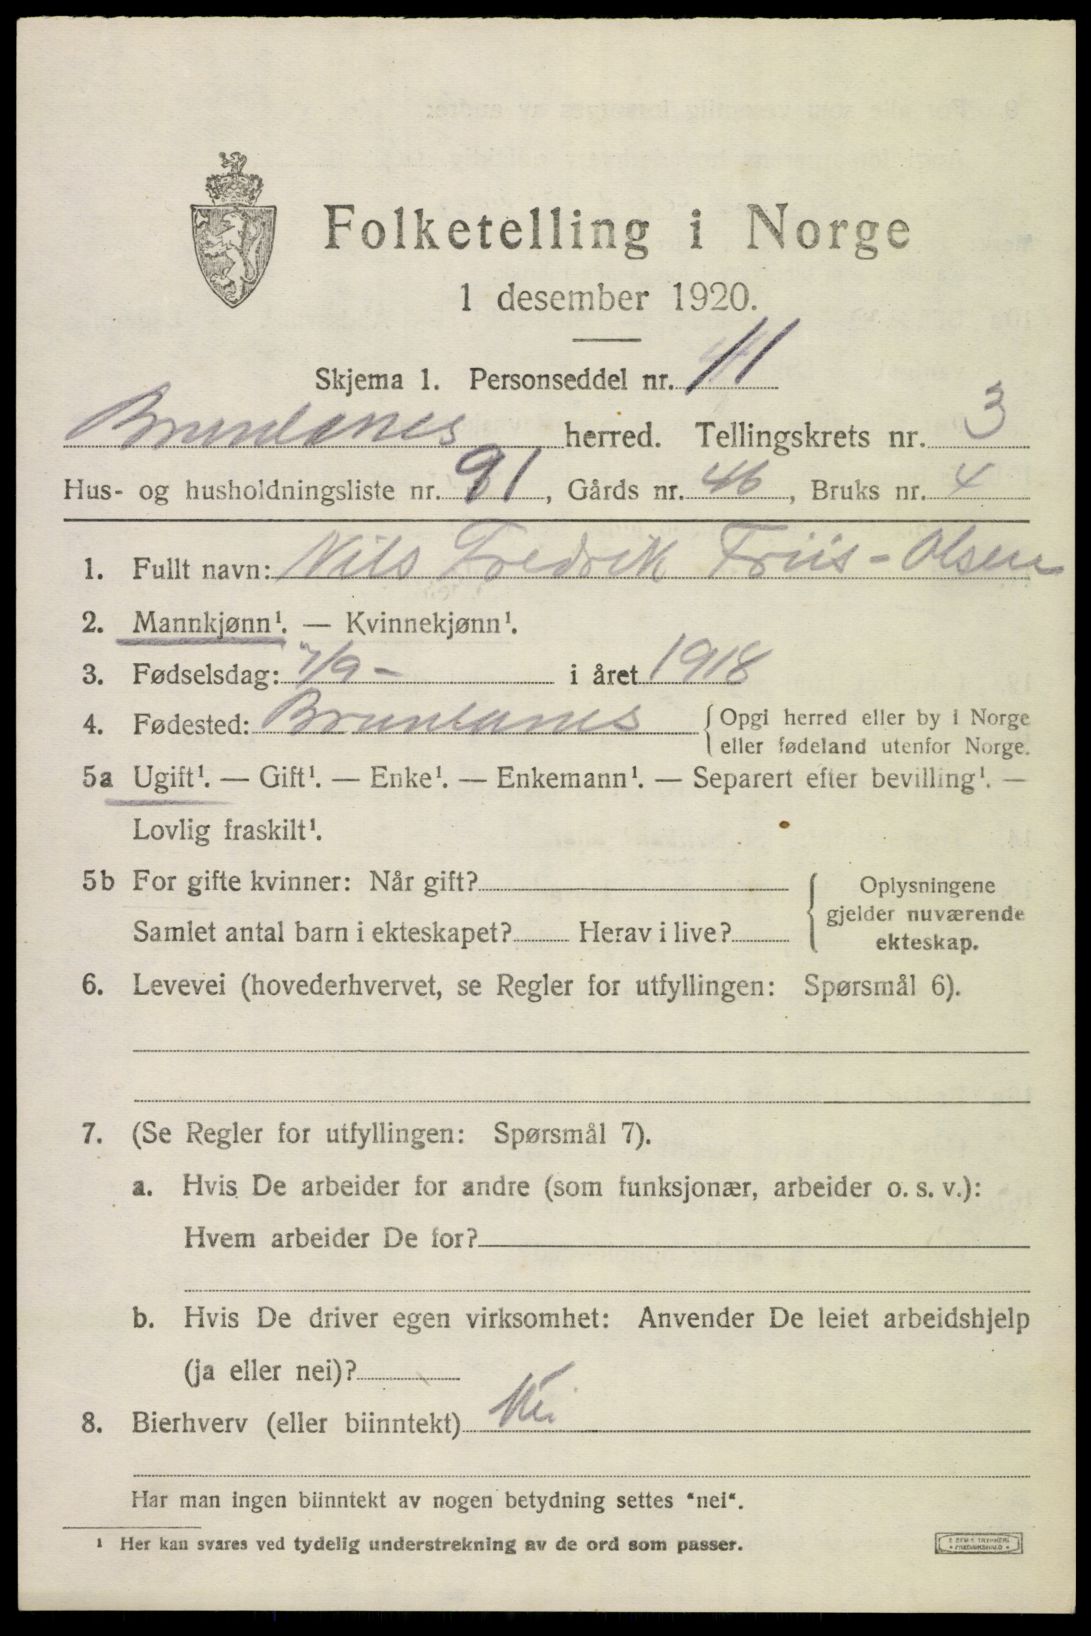 Folketelling i Norge
1 desember 1920.
Skjema 1. Personseddel nr. 11
Brunlanes herred. Tellingskrets nr. 3
Hus- og husholdningsliste nr. 91, Gårds nr. 46, Bruks nr. 4
1. Fullt navn: Nils Fredrik Friis-Olsen
2. Mannkjønn¹. — Kvinnekjønn¹.
3. Fødselsdag: 7/9 - i året 1918
4. Fødested: Brunlanes {Opgi herred eller by i Norge
eller fødeland utenfor Norge.
5a Ugift¹. — Gift¹. — Enke¹. — Enkemann¹. — Separert efter bevilling¹. —
Lovlig fraskilt¹.
5b For gifte kvinner: Når gift? { Oplysningene
gjelder nuværende
Samlet antal barn i ekteskapet? Herav i live? ekteskap.
6. Levevei (hovederhvervet, se Regler for utfyllingen: Spørsmål 6).
7. (Se Regler for utfyllingen: Spørsmål 7).
a. Hvis De arbeider for andre (som funksjonær, arbeider o. s. v.):
Hvem arbeider De for?
b. Hvis De driver egen virksomhet: Anvender De leiet arbeidshjelp
(ja eller nei)?
8. Bierhverv (eller biinntekt) Nei
Har man ingen biinntekt av nogen betydning settes "nei".
¹ Her kan svares ved tydelig understrekning av de ord som passer.